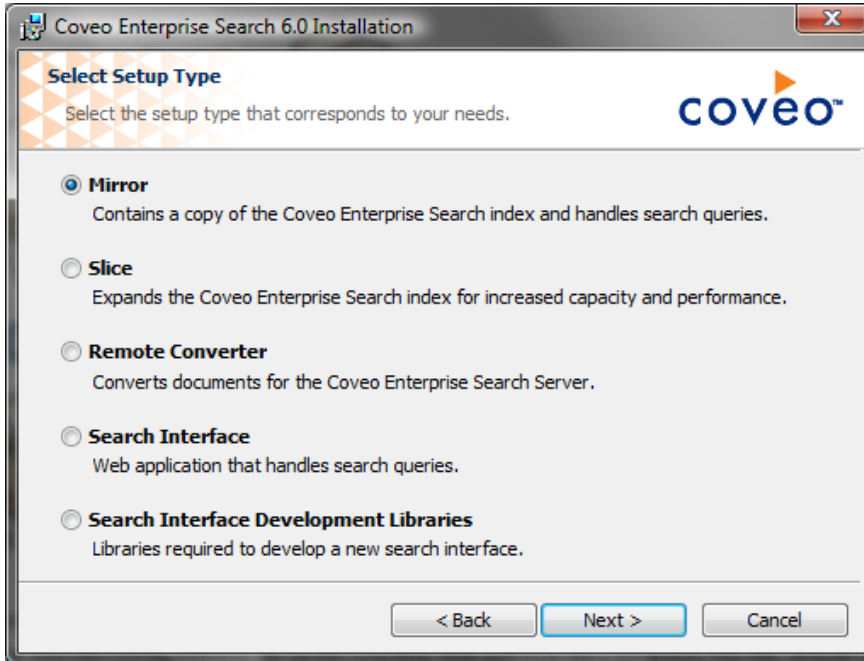 Coveo Enterprise Search 6.0 Installation
Select Setup Type
Select the setup type that corresponds to your needs.
coveo™
Mirror
Contains a copy of the Coveo Enterprise Search index and handles search queries.
Slice
Expands the Coveo Enterprise Search index for increased capacity and performance.
Remote Converter
Converts documents for the Coveo Enterprise Search Server.
Search Interface
Web application that handles search queries.
Search Interface Development Libraries
Libraries required to develop a new search interface.
< Back Next > Cancel